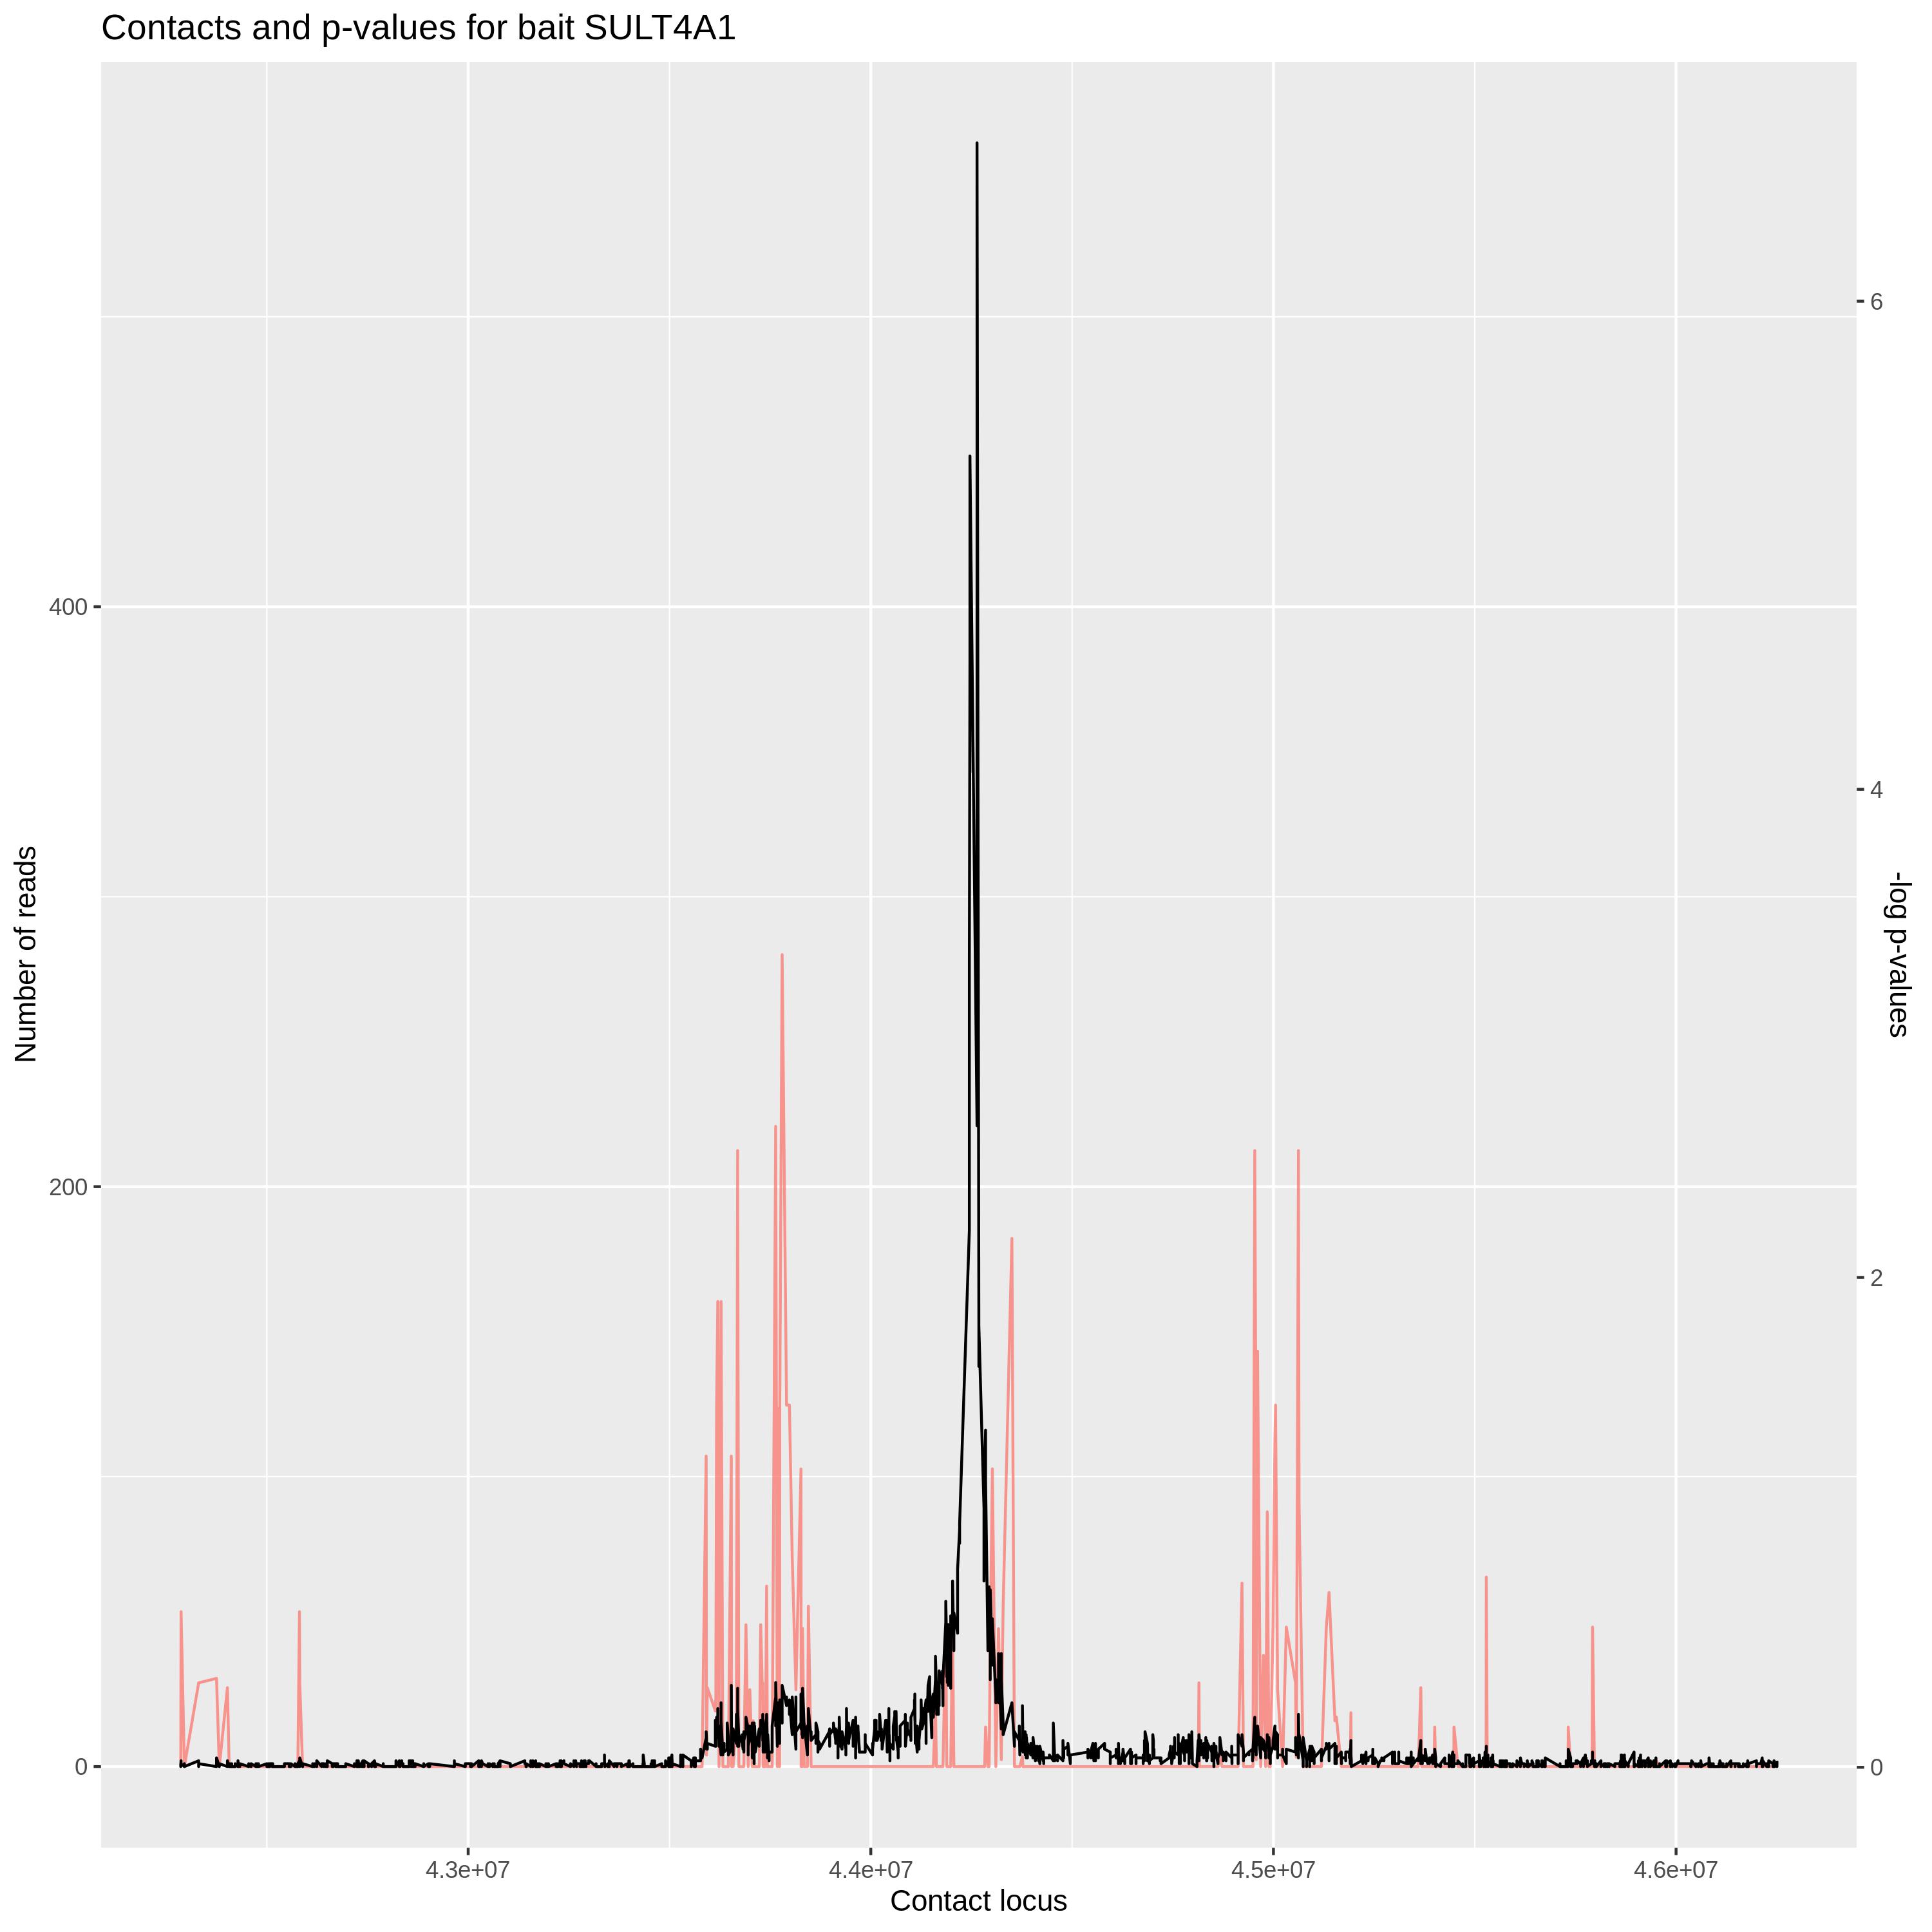 Contacts and p-values for bait SULT4A1
Number of reads
400
200
0
6
4
2
0
-log p-values
4.3e+07
4.4e+07
4.5e+07
4.6e+07
Contact locus